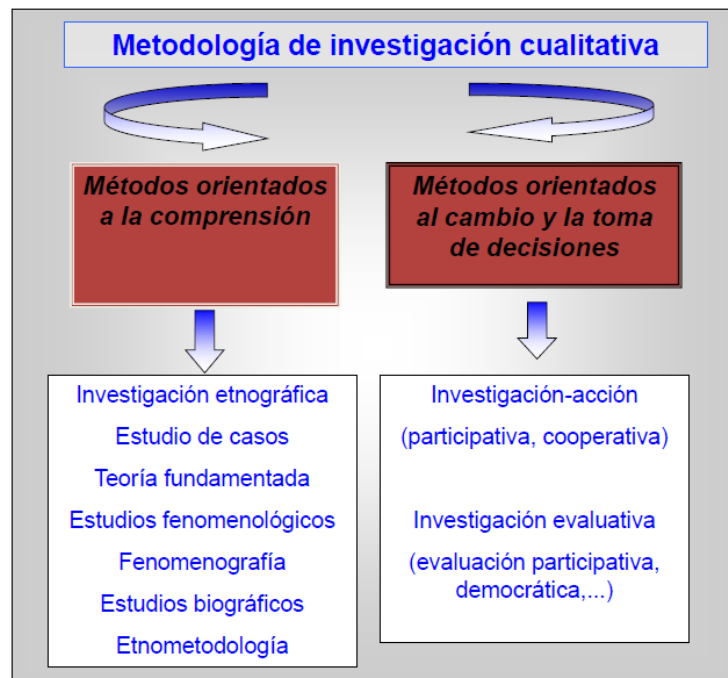 Metodología de investigación cualitativa
Métodos orientados
a la comprensión
Métodos orientados
al cambio y la toma
de decisiones
Investigación etnográfica
Estudio de casos
Teoría fundamentada
Estudios fenomenológicos
Fenomenografía
Estudios biográficos
Etnometodología
Investigación-acción
(participativa, cooperativa)
Investigación evaluativa
(evaluación participativa,
democrática,...)